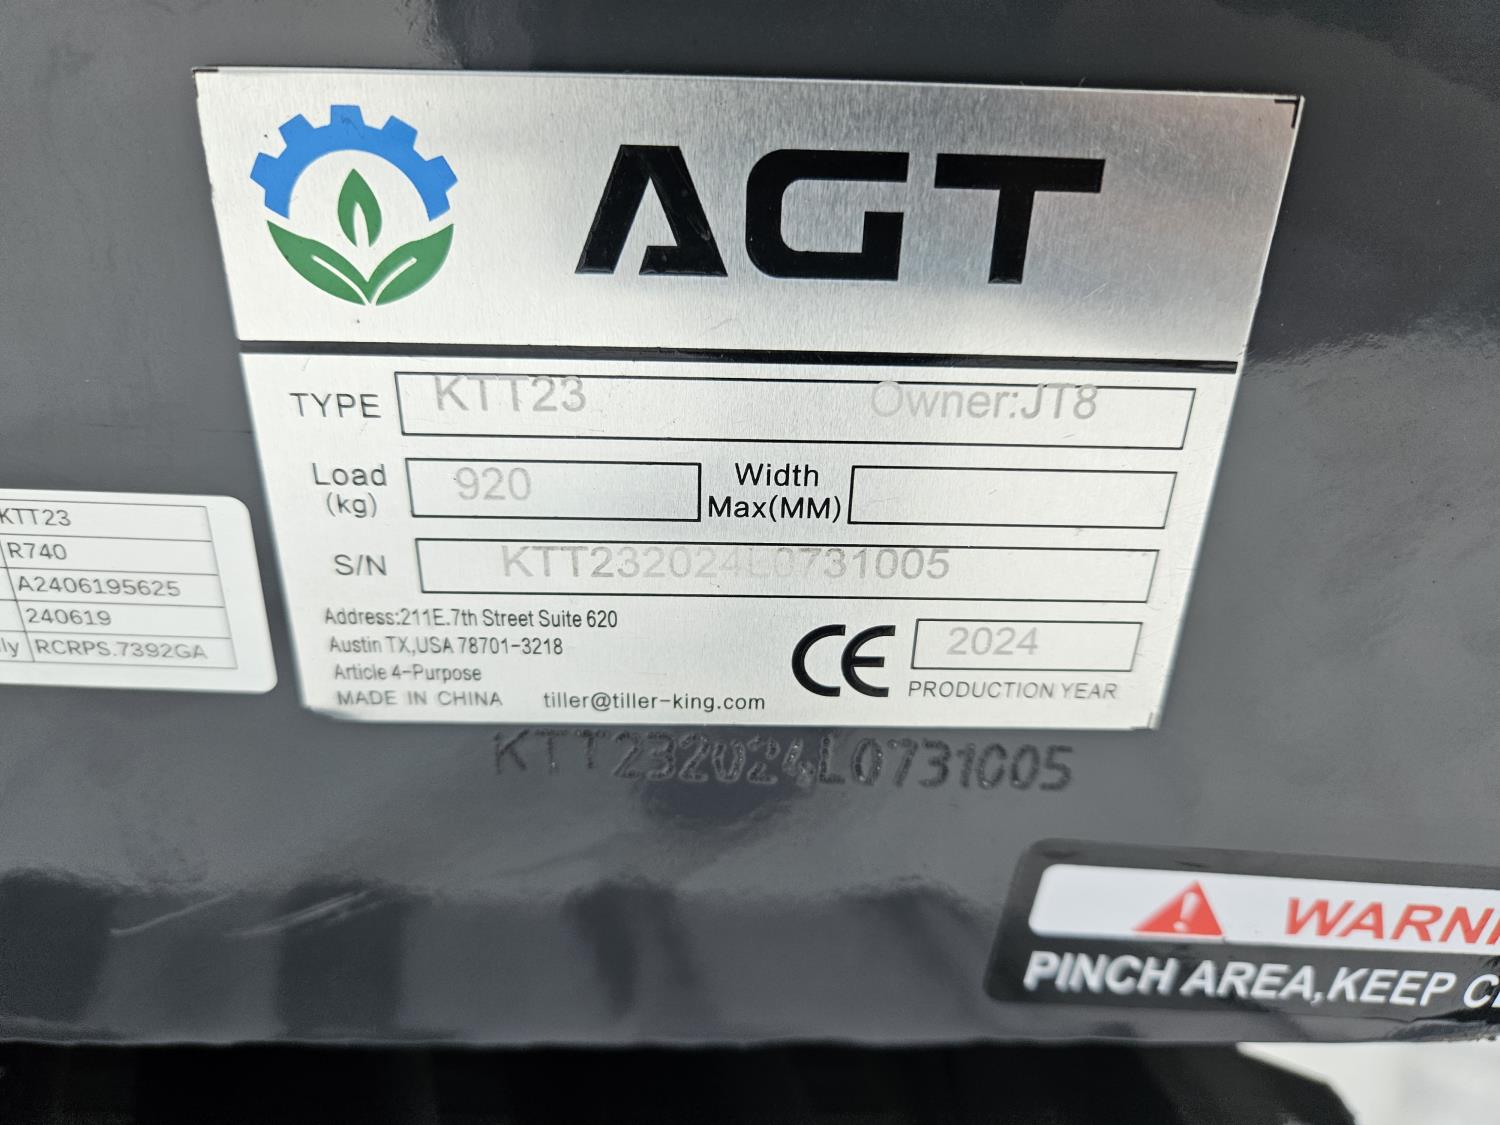 AGT
TYPE KTT23 Owner:JT8
Load (kg) 920 Width Max(MM)
S/N KTT232024L0731005
Address:211E.7th Street Suite 620
Austin TX,USA 78701-3218
Article 4-Purpose
MADE IN CHINA tiller@tiller-king.com
CE 2024
PRODUCTION YEAR
KTT232024L0731005
KTT23
R740
A2406195625
240619
RCRPS.7392GA
PINCH AREA,KEEP